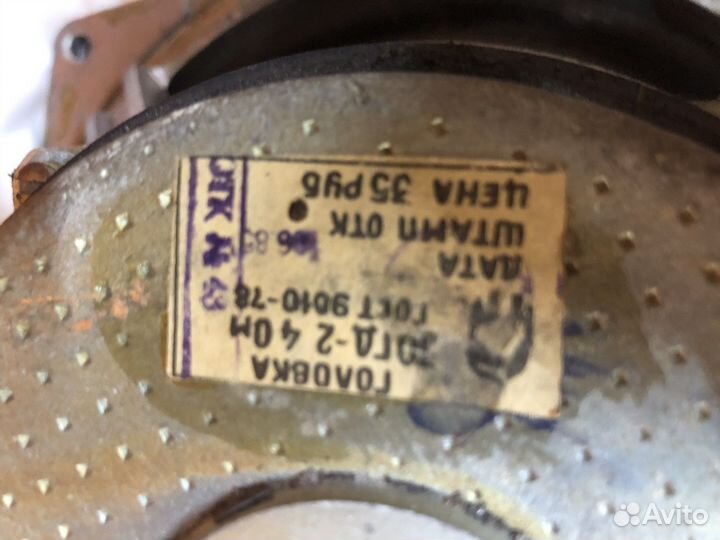 ГОЛОВКА
30ГД-2 4 Ом
ГОСТ 9010-78
ДАТА
ШТАМП ОТК
ЦЕНА 35 РУБ
ОТК № 43
Avito